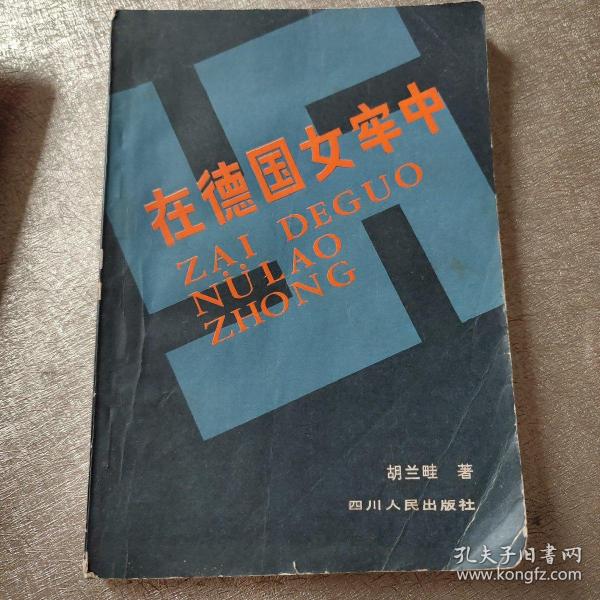 在德国女牢中
ZAI DEGUO
NÜLAO
ZHONG
胡兰畦 著
四川人民出版社
孔夫子旧書网
www.kongfz.com